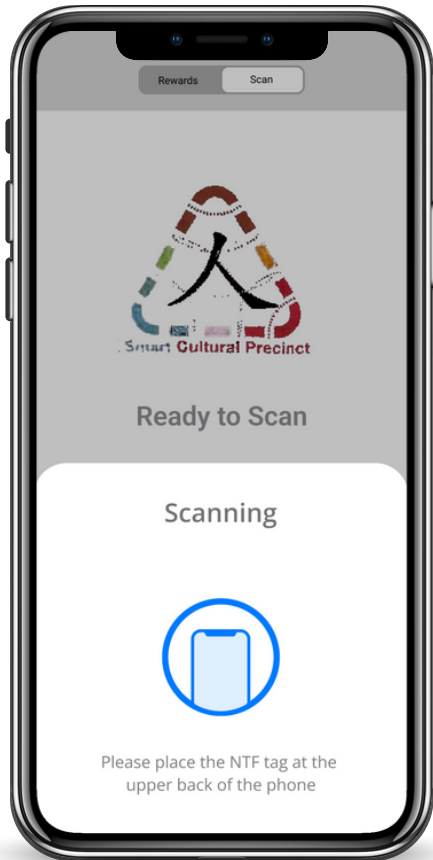 Rewards
Scan
人
Smart Cultural Precinct
Ready to Scan
Scanning
Please place the NTF tag at the
upper back of the phone